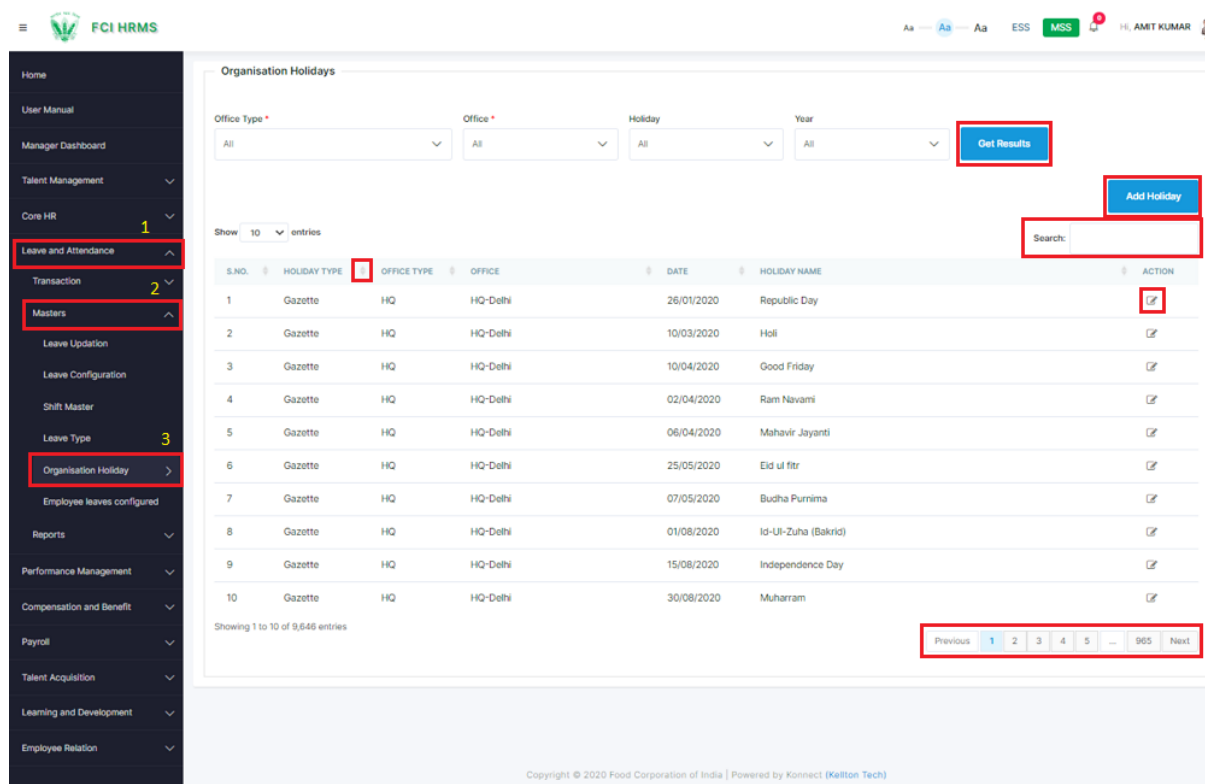 FCI HRMS
Aa Aa Aa ESS MSS 0 Hi, AMIT KUMAR
Home
User Manual
Manager Dashboard
Talent Management
Core HR
1
Leave and Attendance
Transaction
2
Masters
Leave Updation
Leave Configuration
Shift Master
Leave Type
3
Organisation Holiday
Employee leaves configured
Reports
Performance Management
Compensation and Benefit
Payroll
Talent Acquisition
Learning and Development
Employee Relation
Organisation Holidays
Office Type * Office * Holiday Year
All All All All Get Results
Add Holiday
Show 10 entries Search:
S.NO. HOLIDAY TYPE OFFICE TYPE OFFICE DATE HOLIDAY NAME ACTION
1 Gazette HQ HQ-Delhi 26/01/2020 Republic Day
2 Gazette HQ HQ-Delhi 10/03/2020 Holi
3 Gazette HQ HQ-Delhi 10/04/2020 Good Friday
4 Gazette HQ HQ-Delhi 02/04/2020 Ram Navami
5 Gazette HQ HQ-Delhi 06/04/2020 Mahavir Jayanti
6 Gazette HQ HQ-Delhi 25/05/2020 Eid ul fitr
7 Gazette HQ HQ-Delhi 07/05/2020 Budha Purnima
8 Gazette HQ HQ-Delhi 01/08/2020 Id-Ul-Zuha (Bakrid)
9 Gazette HQ HQ-Delhi 15/08/2020 Independence Day
10 Gazette HQ HQ-Delhi 30/08/2020 Muharram
Showing 1 to 10 of 9,646 entries
Previous 1 2 3 4 5 ... 965 Next
Copyright © 2020 Food Corporation of India | Powered by Konnect (Kellton Tech)